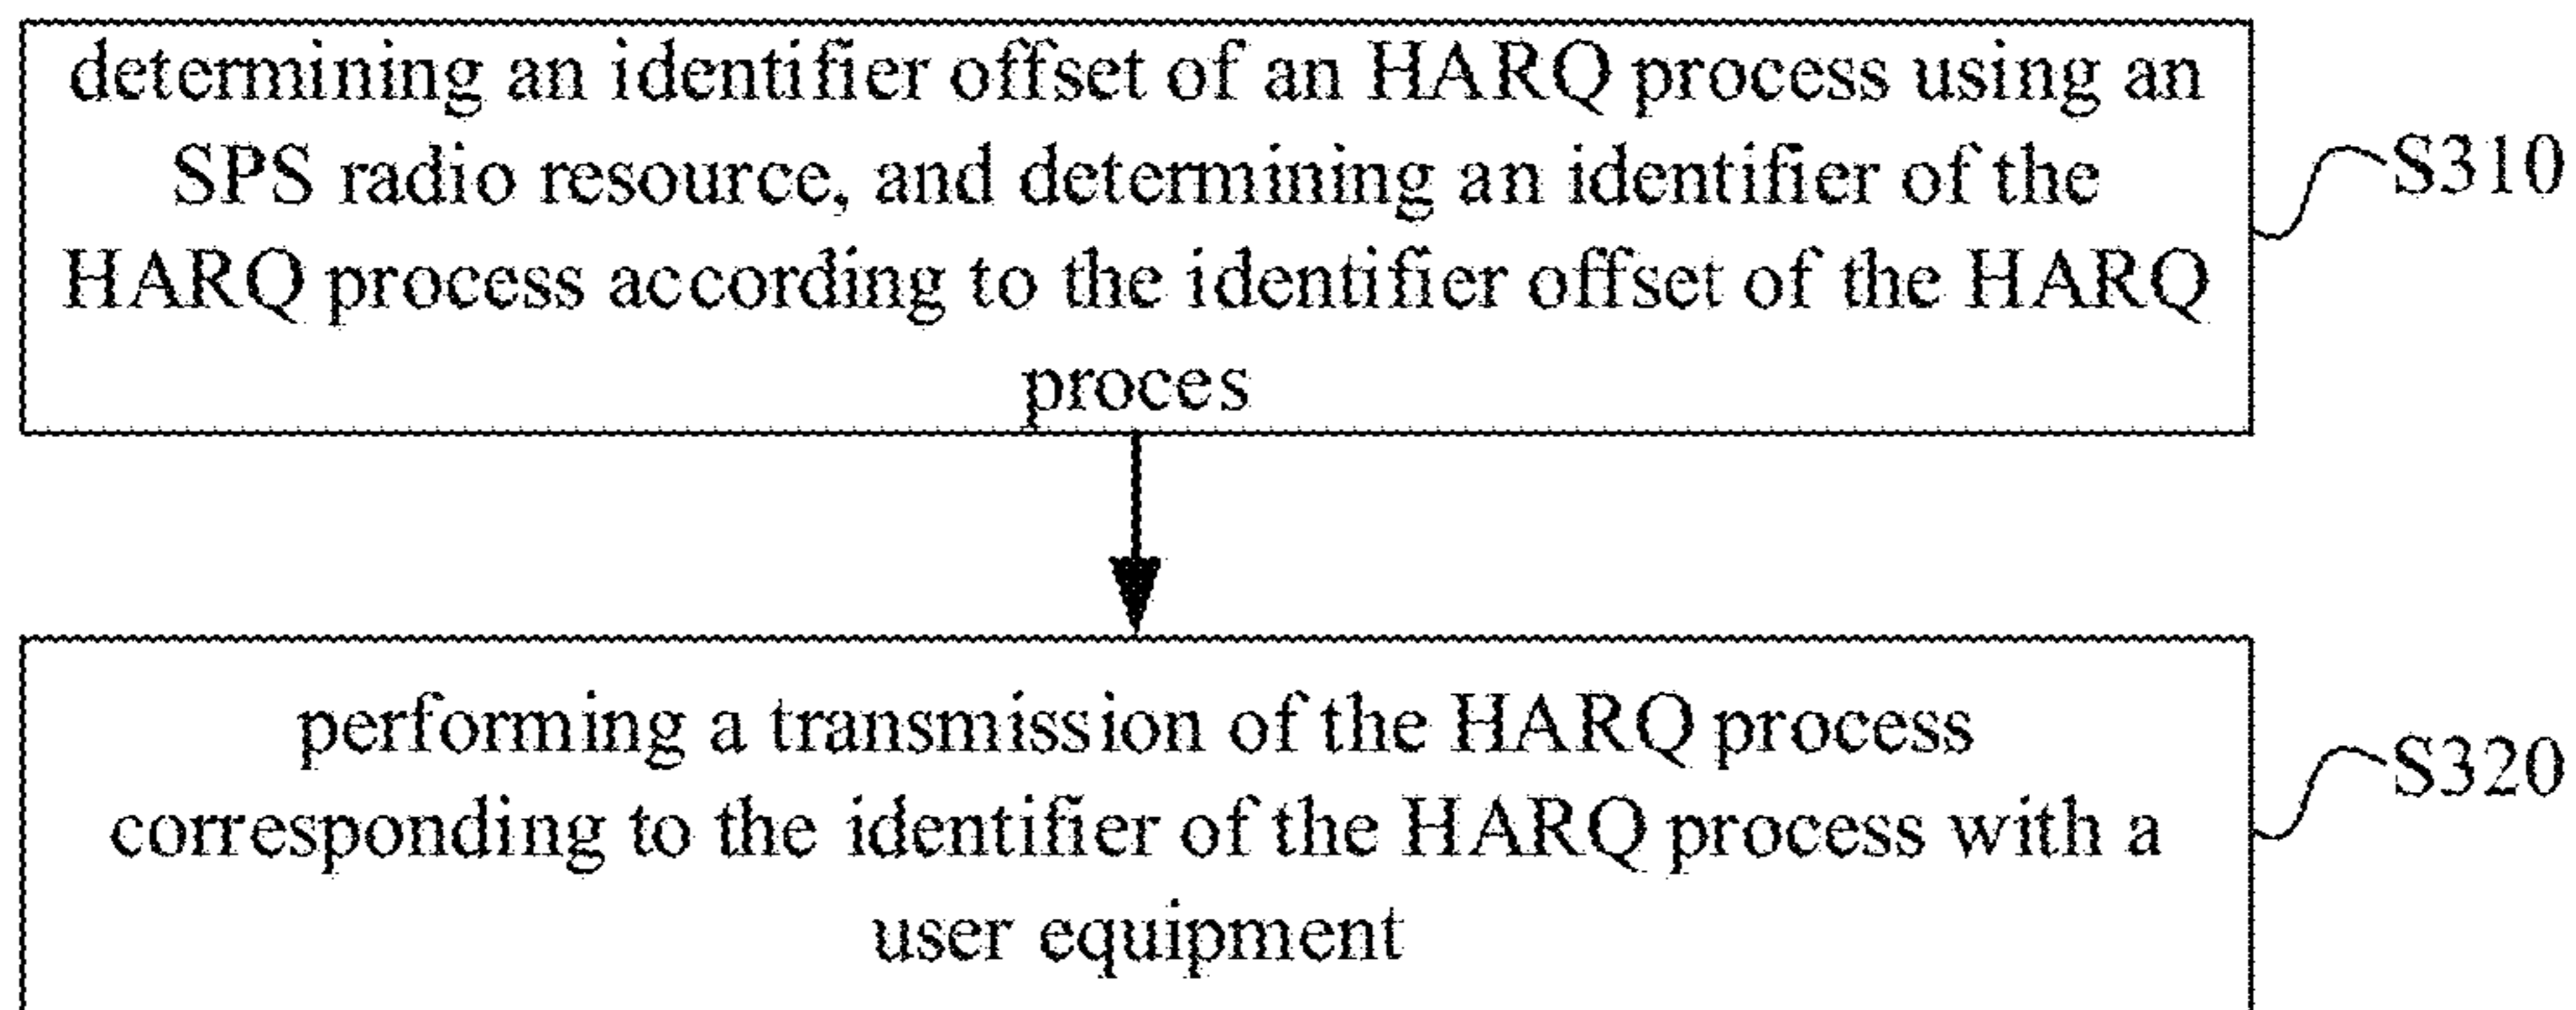 determining an identifier offset of an HARQ process using an
SPS radio resource, and determining an identifier of the
HARQ process according to the identifier offset of the HARQ
proces
S310
performing a transmission of the HARQ process
corresponding to the identifier of the HARQ process with a
user equipment
S320